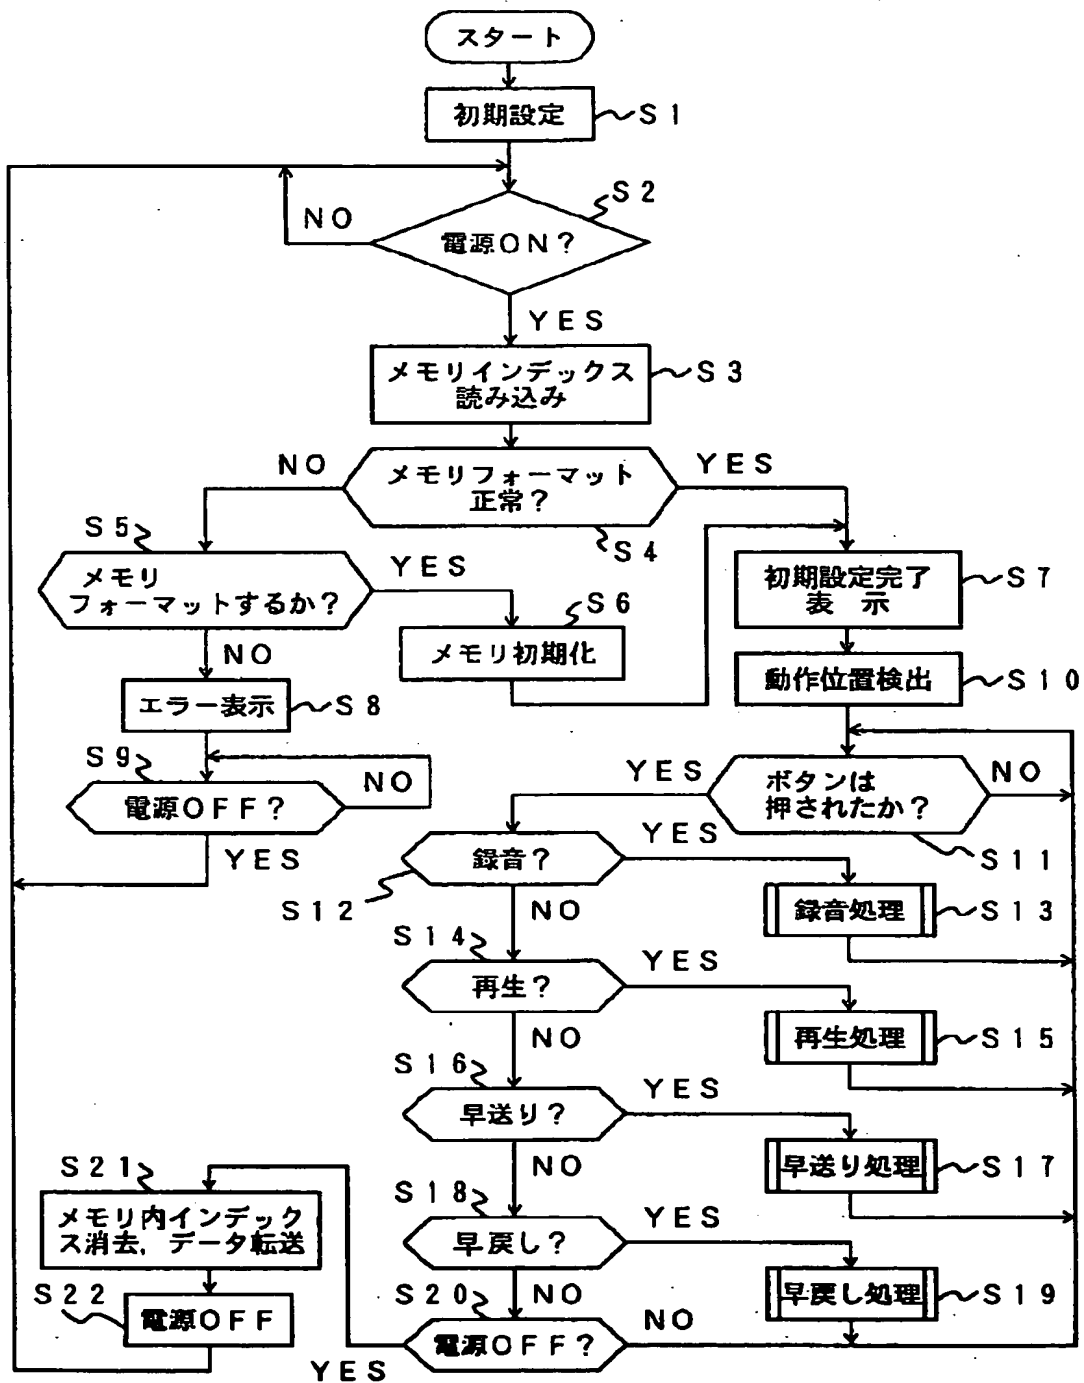 スタート
初期設定
S1
S2
NO
電源ON?
YES
メモリインデックス
読み込み
S3
NO
メモリフォーマット
正常?
YES
S4
S5
メモリ
フォーマットするか?
YES
S6
メモリ初期化
初期設定完了
表 示
S7
NO
エラー表示
S8
動作位置検出
S10
S9
電源OFF?
NO
YES
YES
ボタンは
押されたか?
NO
S11
録音?
YES
S12
NO
録音処理
S13
S14
再生?
YES
NO
再生処理
S15
S16
早送り?
YES
NO
早送り処理
S17
S18
早戻し?
YES
NO
早戻し処理
S19
S20
電源OFF?
NO
YES
S21
メモリ内インデック
ス消去,データ転送
S22
電源OFF